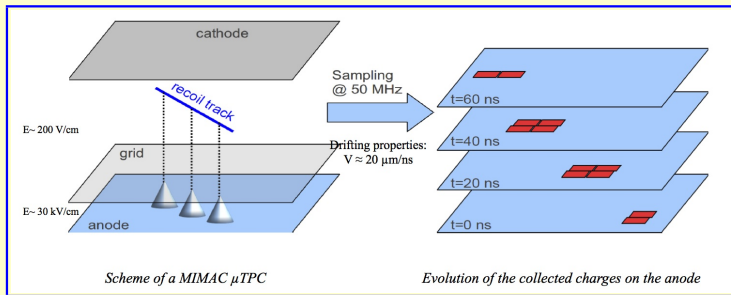 cathode
recoil track
E~ 200 V/cm
grid
E~ 30 kV/cm
anode
Scheme of a MIMAC µTPC
Sampling
@ 50 MHz
Drifting properties:
V ≈ 20 µm/ns
t=60 ns
t=40 ns
t=20 ns
t=0 ns
Evolution of the collected charges on the anode